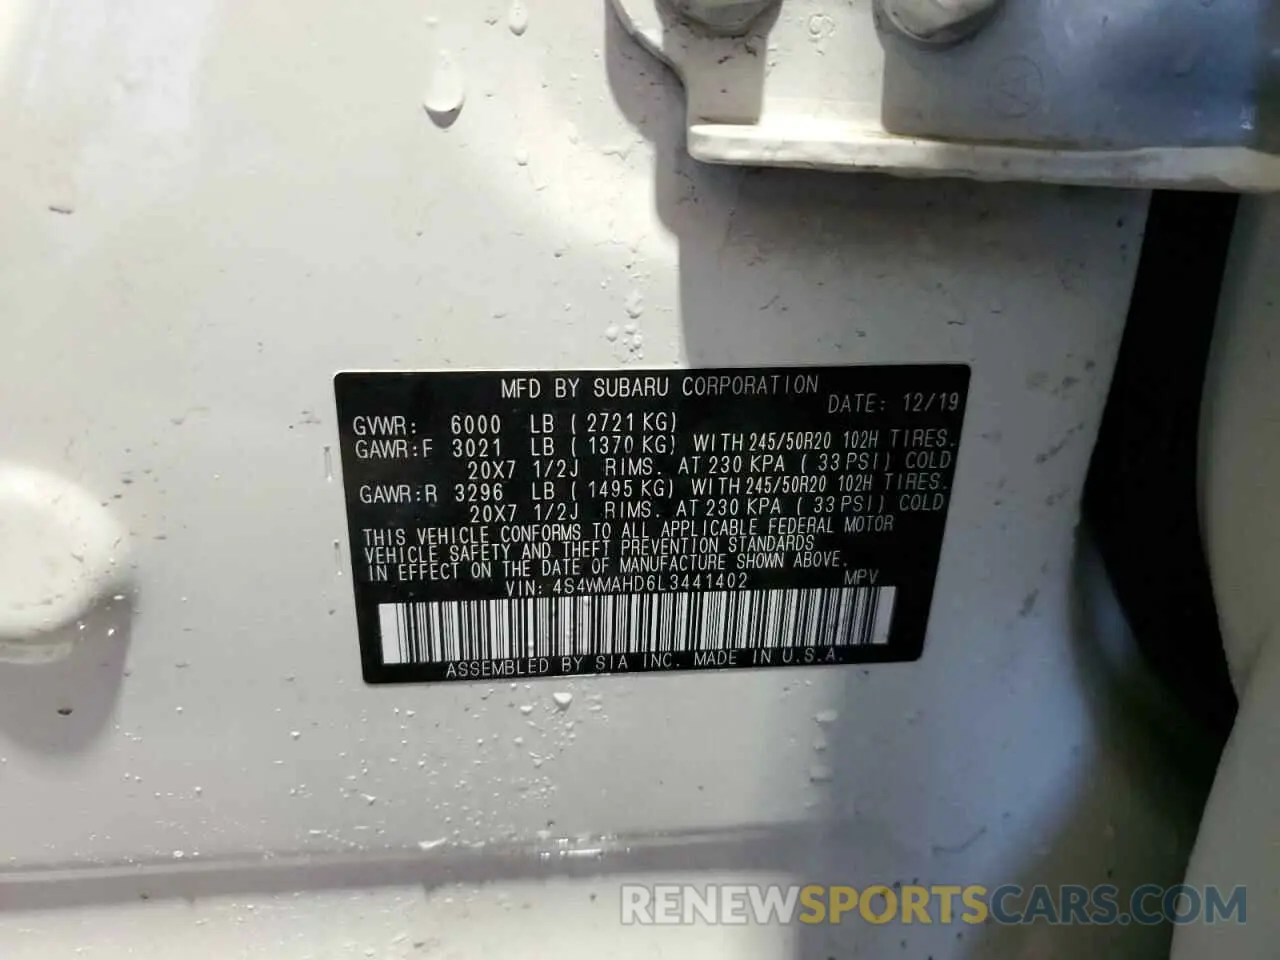 MFD BY SUBARU CORPORATION
DATE: 12/19
GVWR: 6000 LB ( 2721 KG)
GAWR:F 3021 LB ( 1370 KG) WITH 245/50R20 102H TIRES.
20X7 1/2J RIMS. AT 230 KPA ( 33 PSI) COLD
GAWR:R 3296 LB ( 1495 KG) WITH 245/50R20 102H TIRES.
20X7 1/2J RIMS. AT 230 KPA ( 33 PSI) COLD
THIS VEHICLE CONFORMS TO ALL APPLICABLE FEDERAL MOTOR
VEHICLE SAFETY AND THEFT PREVENTION STANDARDS
IN EFFECT ON THE DATE OF MANUFACTURE SHOWN ABOVE.
VIN: 4S4WMAHD6L3441402 MPV
ASSEMBLED BY SIA INC. MADE IN U.S.A.
RENEWSPORTSCARS.COM